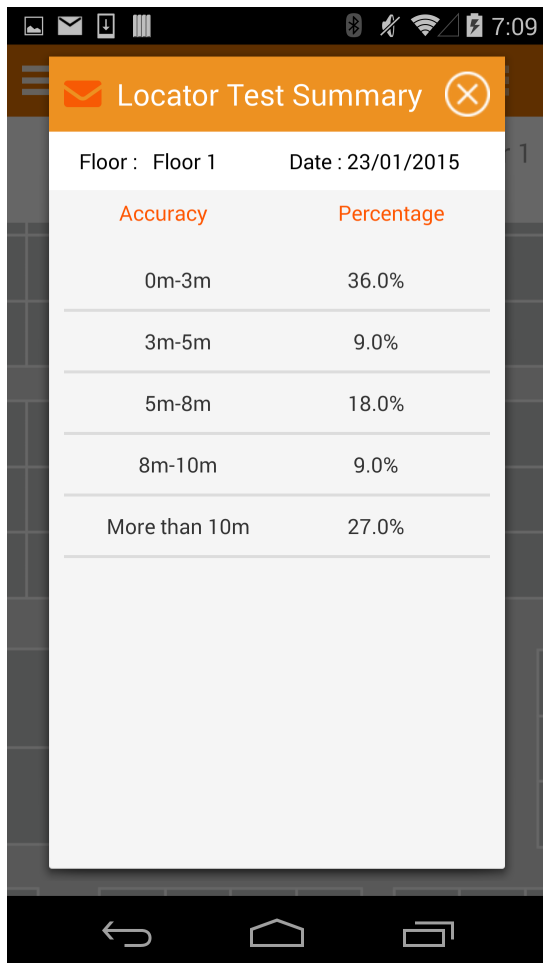 7:09
Locator Test Summary
Floor : Floor 1 Date : 23/01/2015
1
Accuracy Percentage
0m-3m 36.0%
3m-5m 9.0%
5m-8m 18.0%
8m-10m 9.0%
More than 10m 27.0%